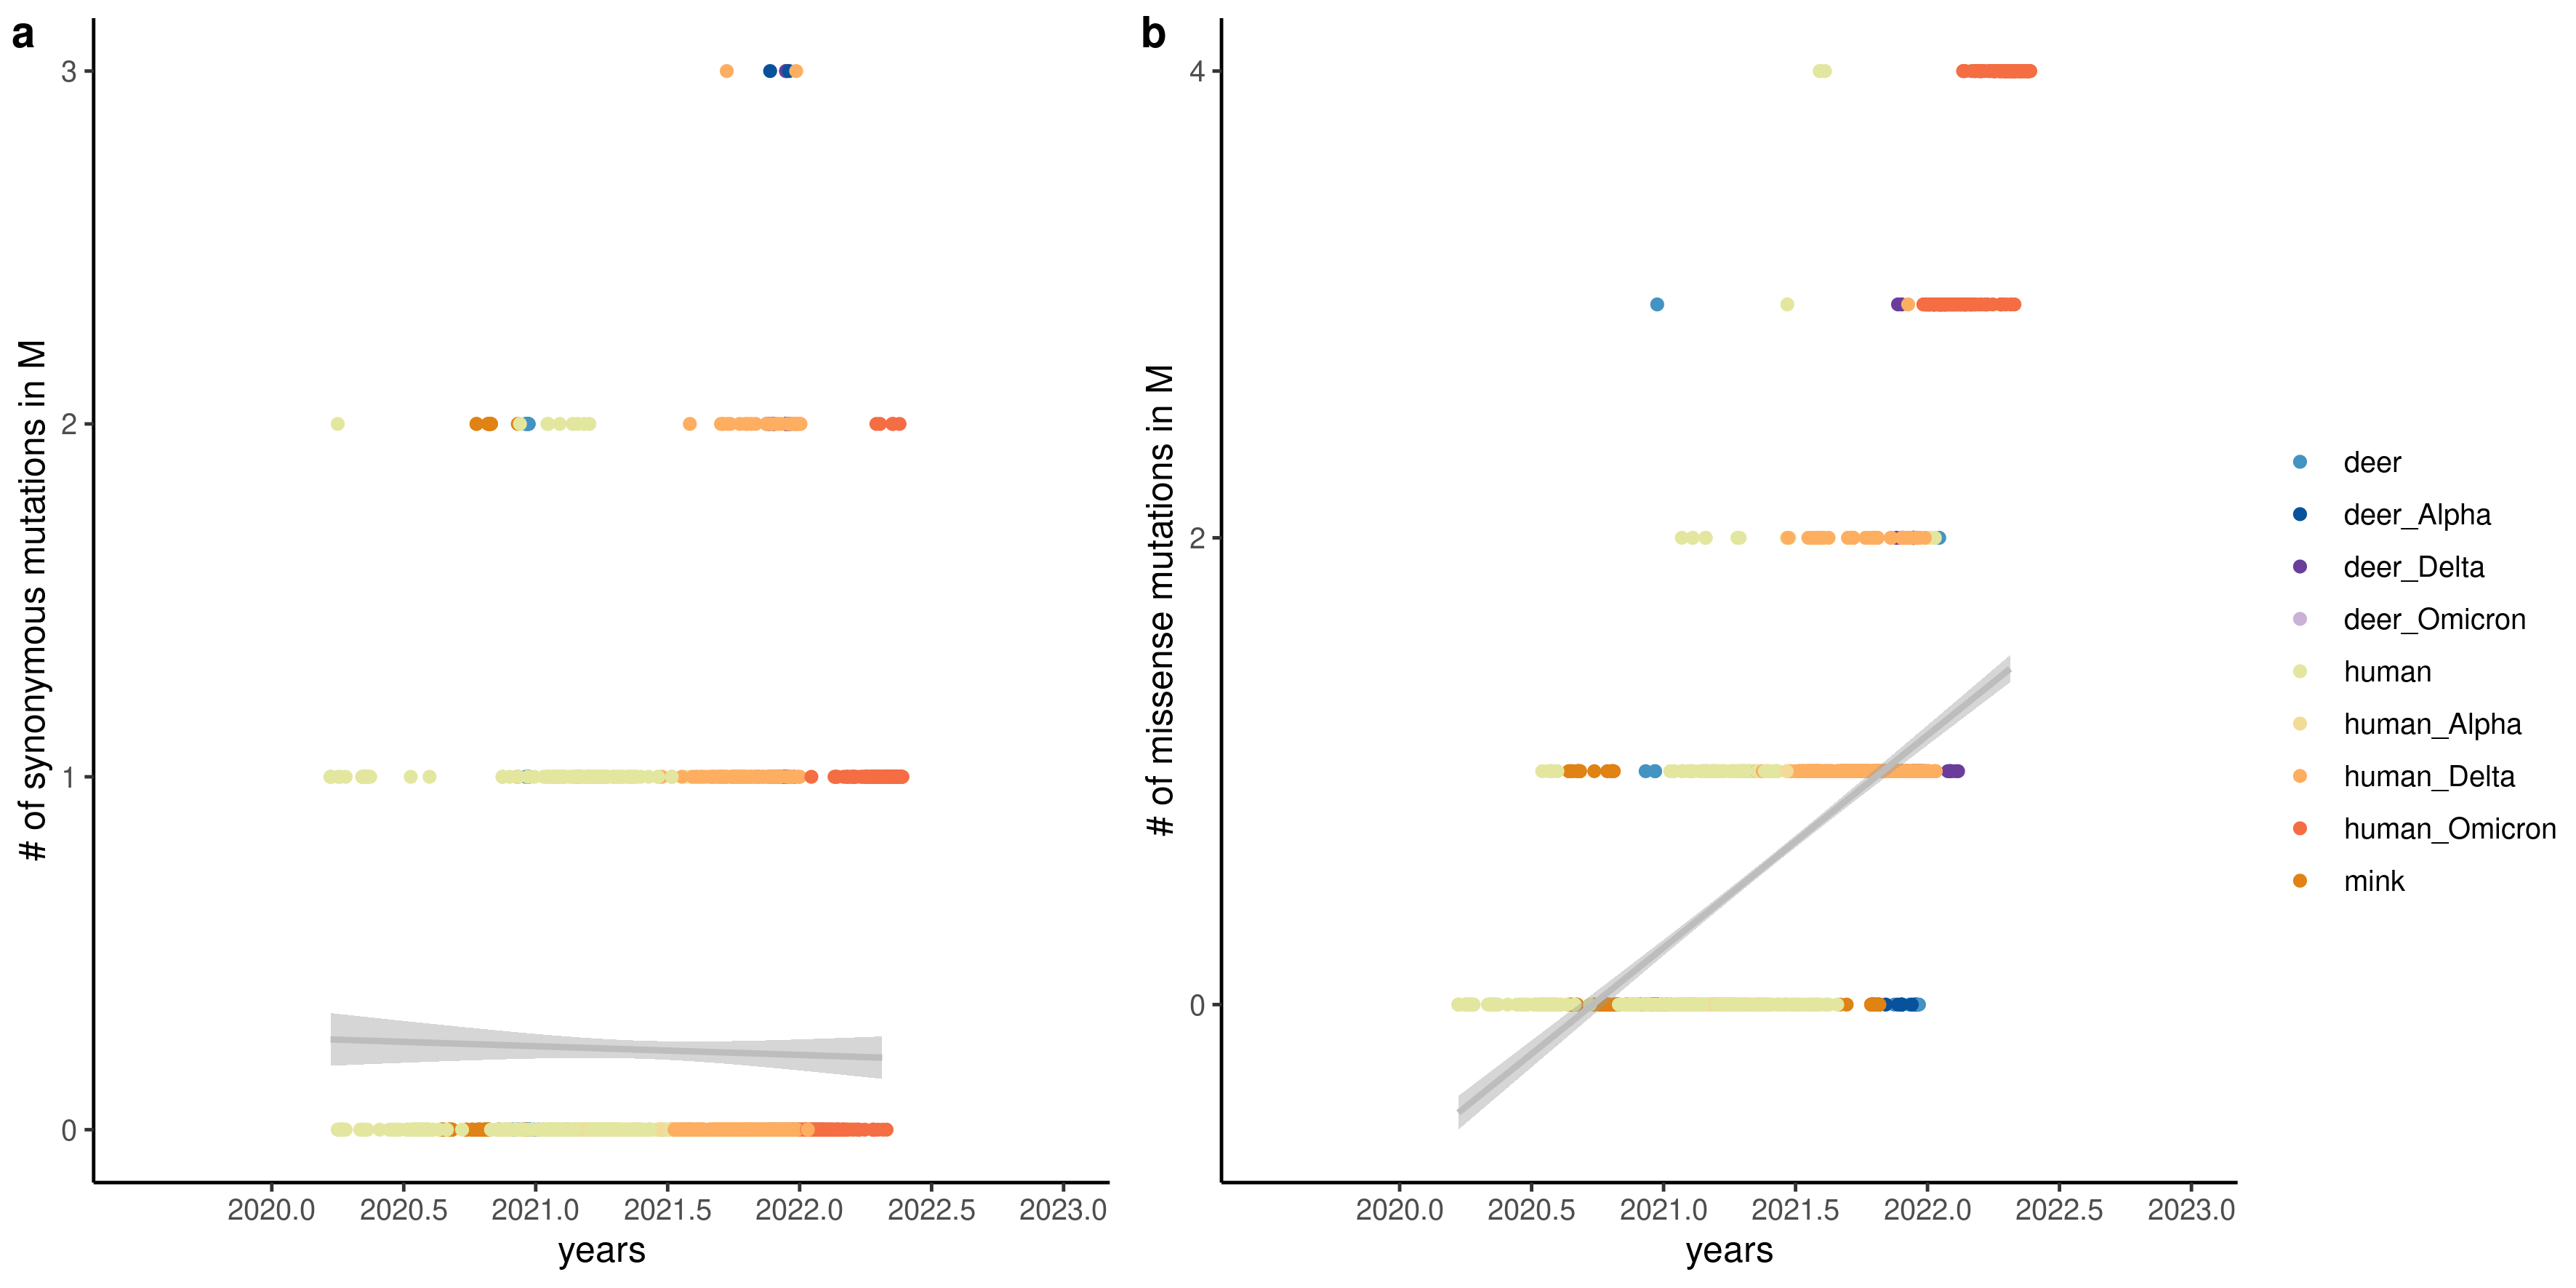 a
# of synonymous mutations in M
3
2
1
0
2020.0 2020.5 2021.0 2021.5 2022.0 2022.5 2023.0
years
b
# of missense mutations in M
4
2
0
2020.0 2020.5 2021.0 2021.5 2022.0 2022.5 2023.0
years
deer
deer_Alpha
deer_Delta
deer_Omicron
human
human_Alpha
human_Delta
human_Omicron
mink